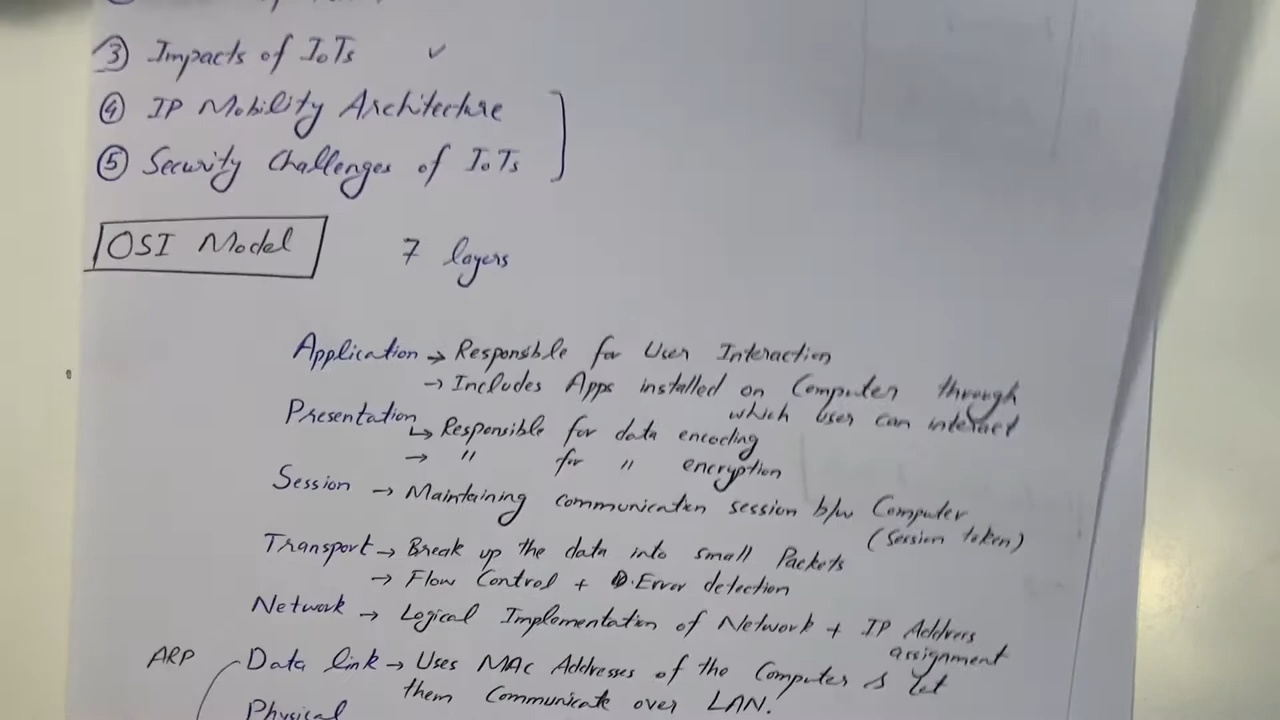 ③ Impacts of IoTs ✓
④ IP Mobility Architecture
⑤ Security Challenges of IoTs
OSI Model 7 layers
Application → Responsible for User Interaction
→ Includes Apps installed on Computer through
which user can interact
Presentation
↳ Responsible for data encoding
→ " for " encryption
Session → Maintaining communication session b/w Computer
(Session token)
Transport → Break up the data into small Packets
→ Flow Control + Error detection
Network → Logical Implementation of Network + IP Address
assignment
ARP Data link → Uses MAC Addresses of the Computer & let
them Communicate over LAN.
Physical